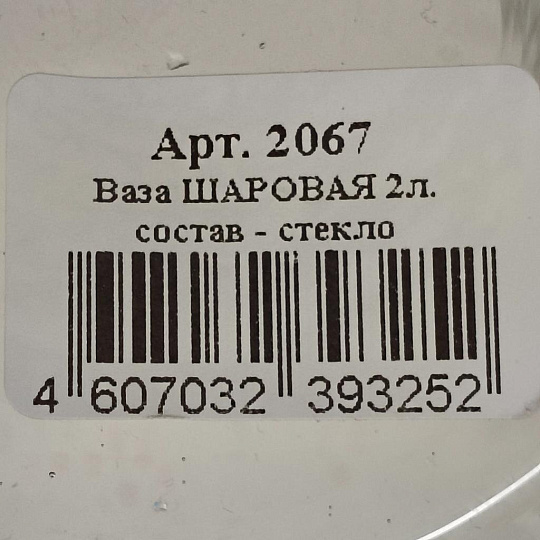 Арт. 2067
Ваза ШАРОВАЯ 2л.
состав - стекло
4 607032 393252